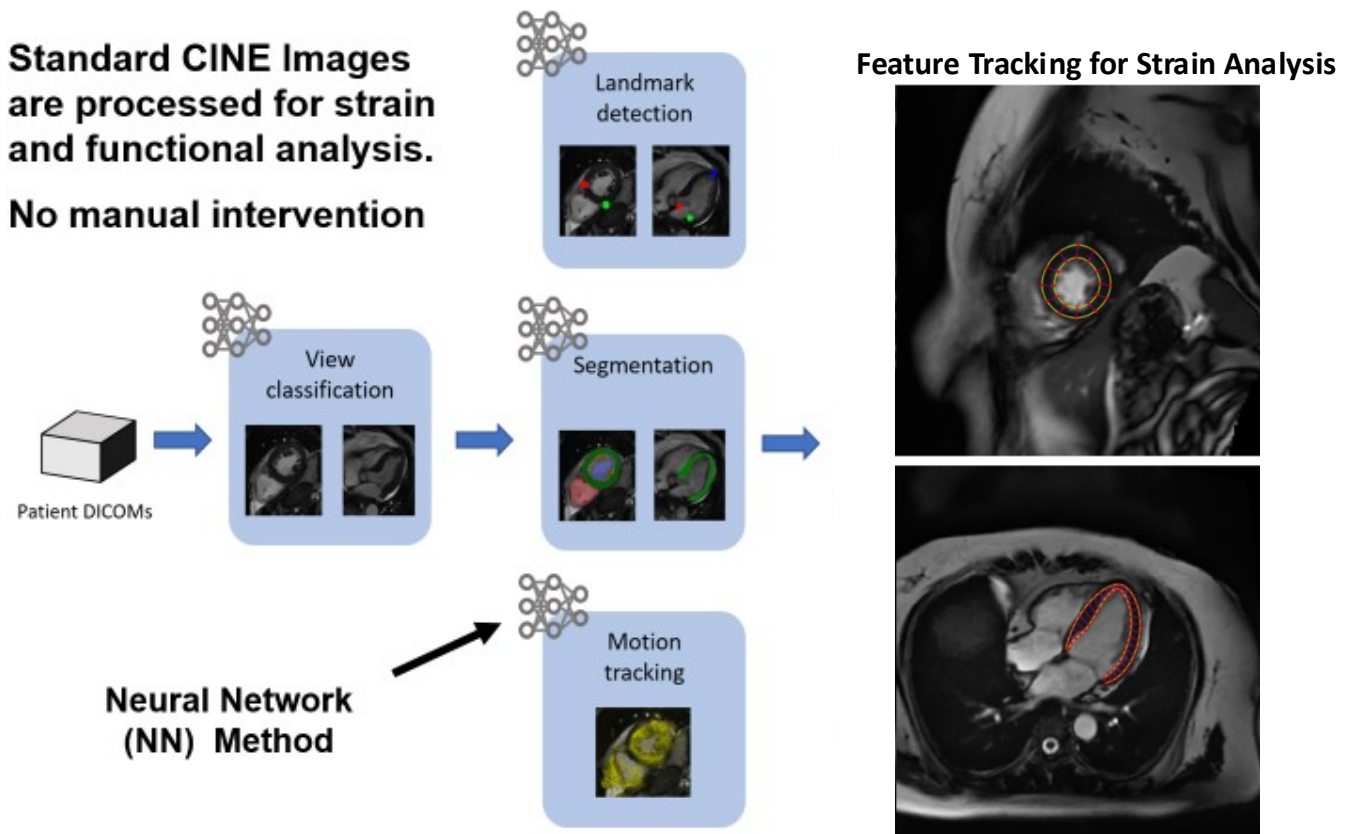 Standard CINE Images
are processed for strain
and functional analysis.
No manual intervention
Landmark
detection
Feature Tracking for Strain Analysis
View
classification
Segmentation
Patient DICOMs
Motion
tracking
Neural Network
(NN) Method